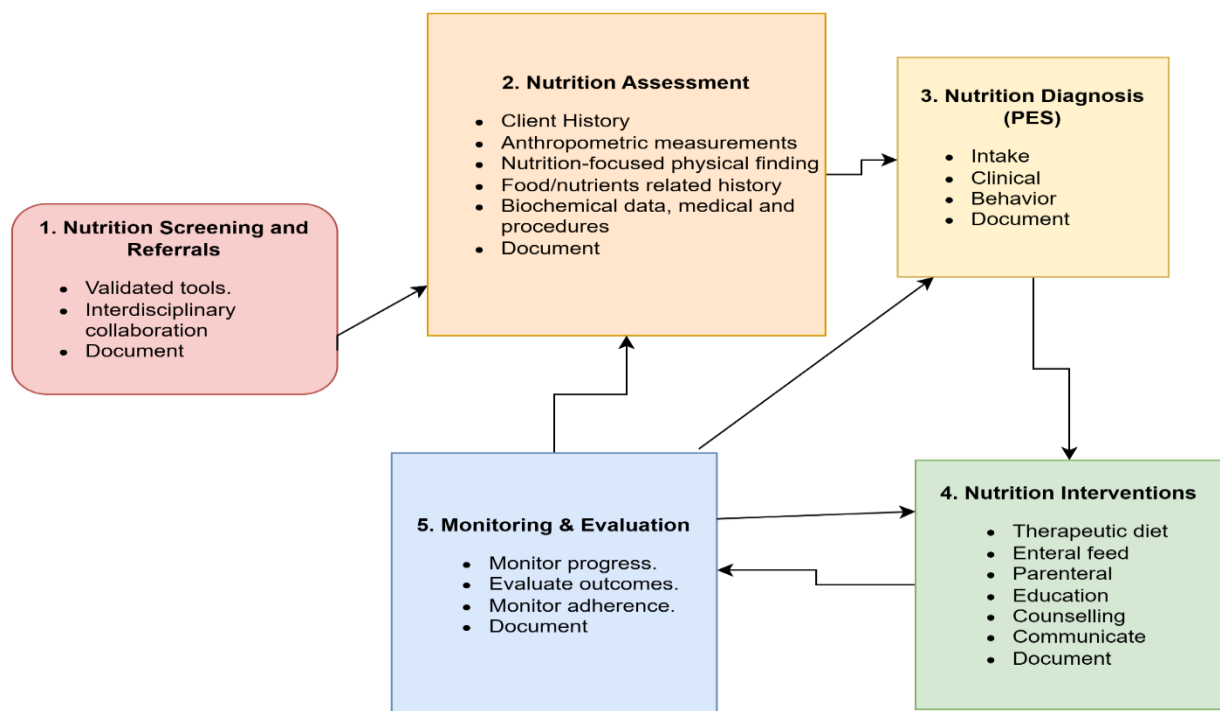 1. Nutrition Screening and
Referrals
• Validated tools.
• Interdisciplinary
collaboration
• Document
2. Nutrition Assessment
• Client History
• Anthropometric measurements
• Nutrition-focused physical finding
• Food/nutrients related history
• Biochemical data, medical and
procedures
• Document
3. Nutrition Diagnosis
(PES)
• Intake
• Clinical
• Behavior
• Document
4. Nutrition Interventions
• Therapeutic diet
• Enteral feed
• Parenteral
• Education
• Counselling
• Communicate
• Document
5. Monitoring & Evaluation
• Monitor progress.
• Evaluate outcomes.
• Monitor adherence.
• Document